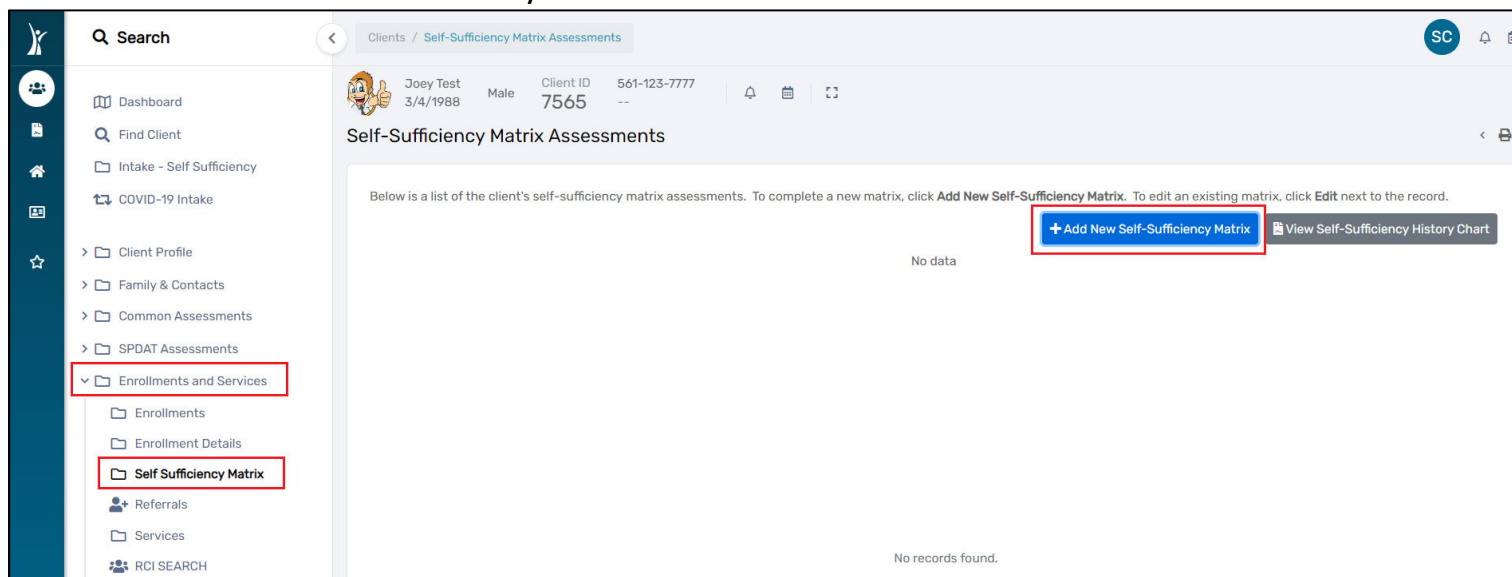 Search
Clients / Self-Sufficiency Matrix Assessments
SC
Dashboard
Find Client
Intake - Self Sufficiency
COVID-19 Intake
Client Profile
Family & Contacts
Common Assessments
SPDAT Assessments
Enrollments and Services
Enrollments
Enrollment Details
Self Sufficiency Matrix
Referrals
Services
RCI SEARCH
Joey Test Male Client ID 561-123-7777
3/4/1988 7565 --
Self-Sufficiency Matrix Assessments
Below is a list of the client's self-sufficiency matrix assessments. To complete a new matrix, click Add New Self-Sufficiency Matrix. To edit an existing matrix, click Edit next to the record.
+ Add New Self-Sufficiency Matrix View Self-Sufficiency History Chart
No data
No records found.